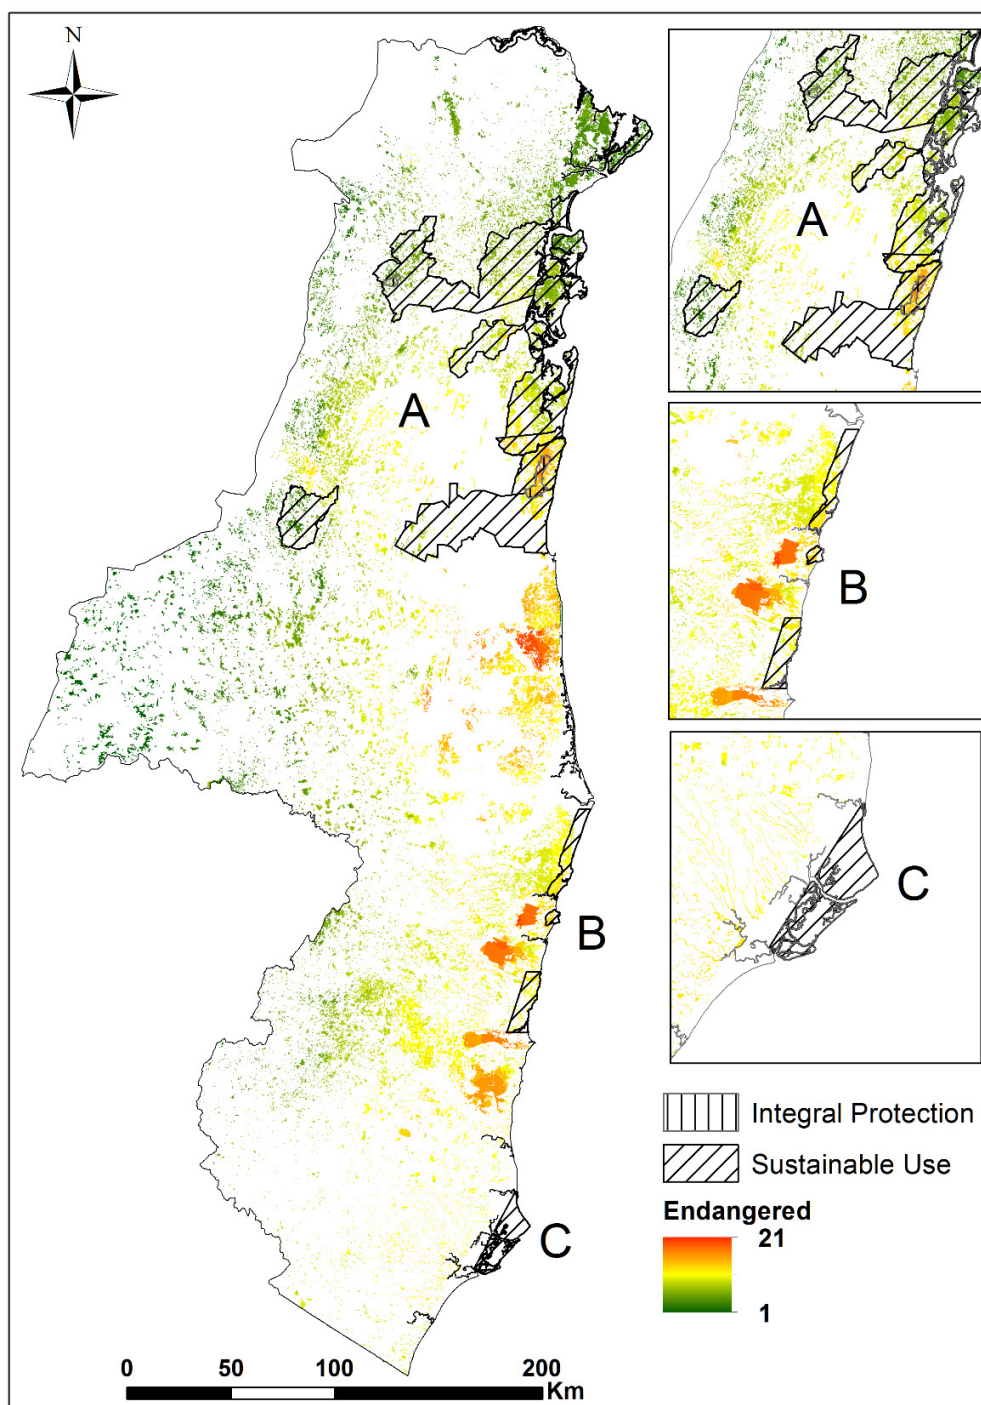 N
A
B
C
A
B
C
Integral Protection
Sustainable Use
Endangered
21
1
0 50 100 200
Km